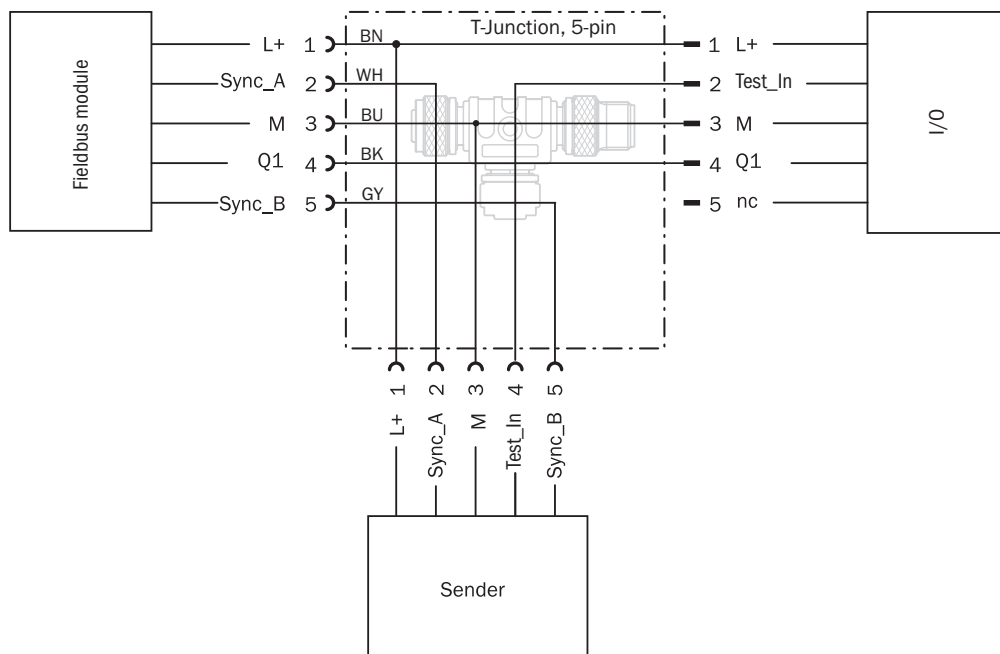 T-Junction, 5-pin
Fieldbus module
L+ 1 BN 1 L+
Sync_A 2 WH 2 Test_In
M 3 BU 3 M
Q1 4 BK 4 Q1
Sync_B 5 GY 5 nc
I/0
1 2 3 4 5
L+ Sync_A M Test_In Sync_B
Sender